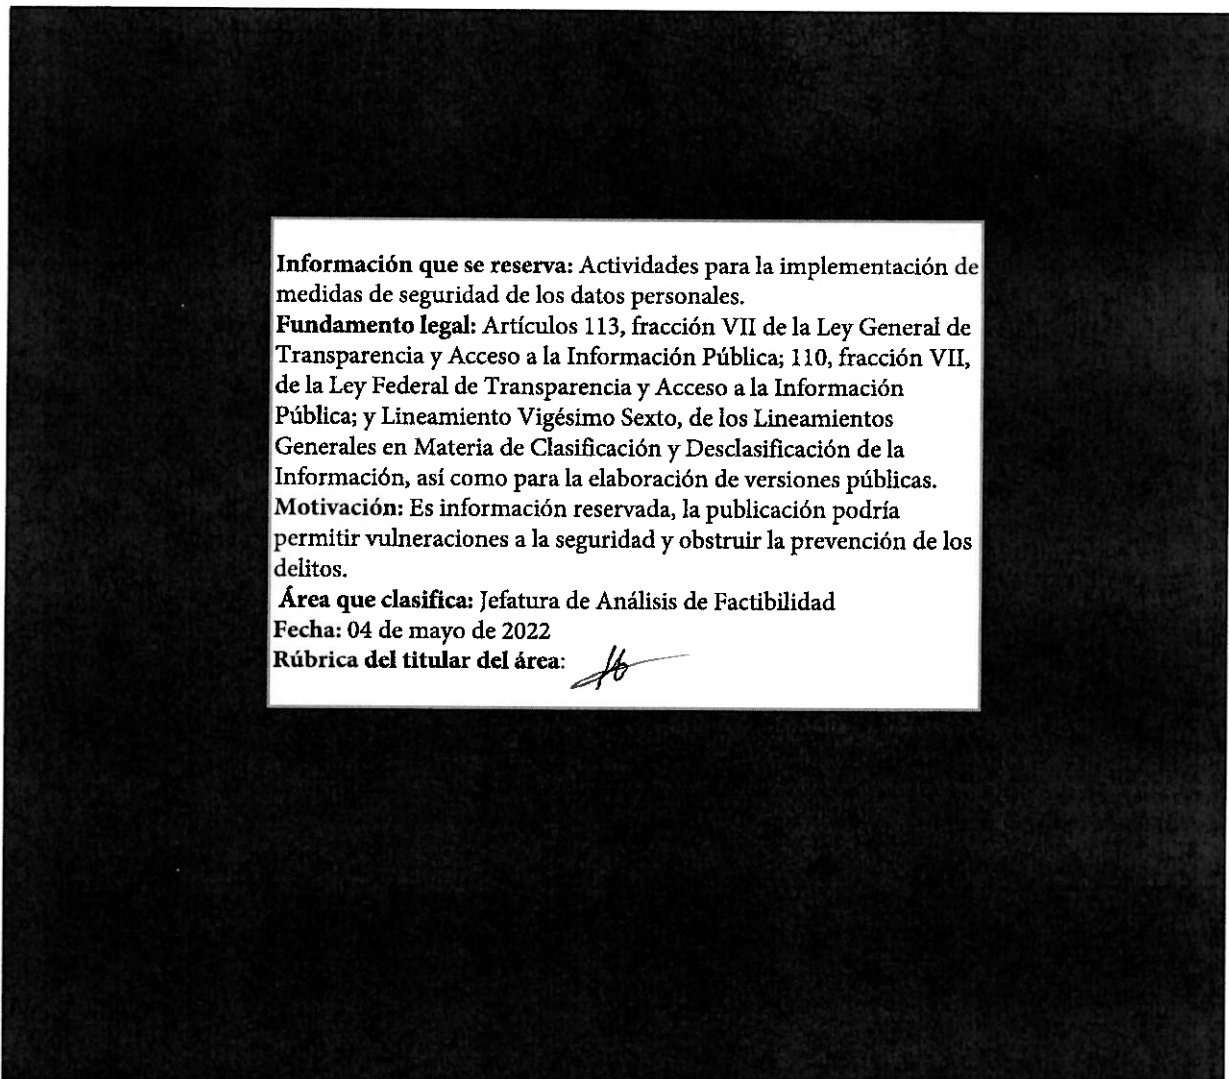 Información que se reserva: Actividades para la implementación de
medidas de seguridad de los datos personales.
Fundamento legal: Artículos 113, fracción VII de la Ley General de
Transparencia y Acceso a la Información Pública; 110, fracción VII,
de la Ley Federal de Transparencia y Acceso a la Información
Pública; y Lineamiento Vigésimo Sexto, de los Lineamientos
Generales en Materia de Clasificación y Desclasificación de la
Información, así como para la elaboración de versiones públicas.
Motivación: Es información reservada, la publicación podría
permitir vulneraciones a la seguridad y obstruir la prevención de los
delitos.
Área que clasifica: Jefatura de Análisis de Factibilidad
Fecha: 04 de mayo de 2022
Rúbrica del titular del área: